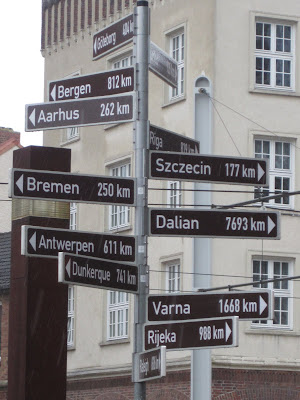 Göteborg
Bergen 812 km
Aarhus 262 km
Riga
Szczecin 177 km
Bremen 250 km
Dalian 7693 km
Antwerpen 611 km
Dunkerque 741 km
Varna 1668 km
Rijeka 988 km